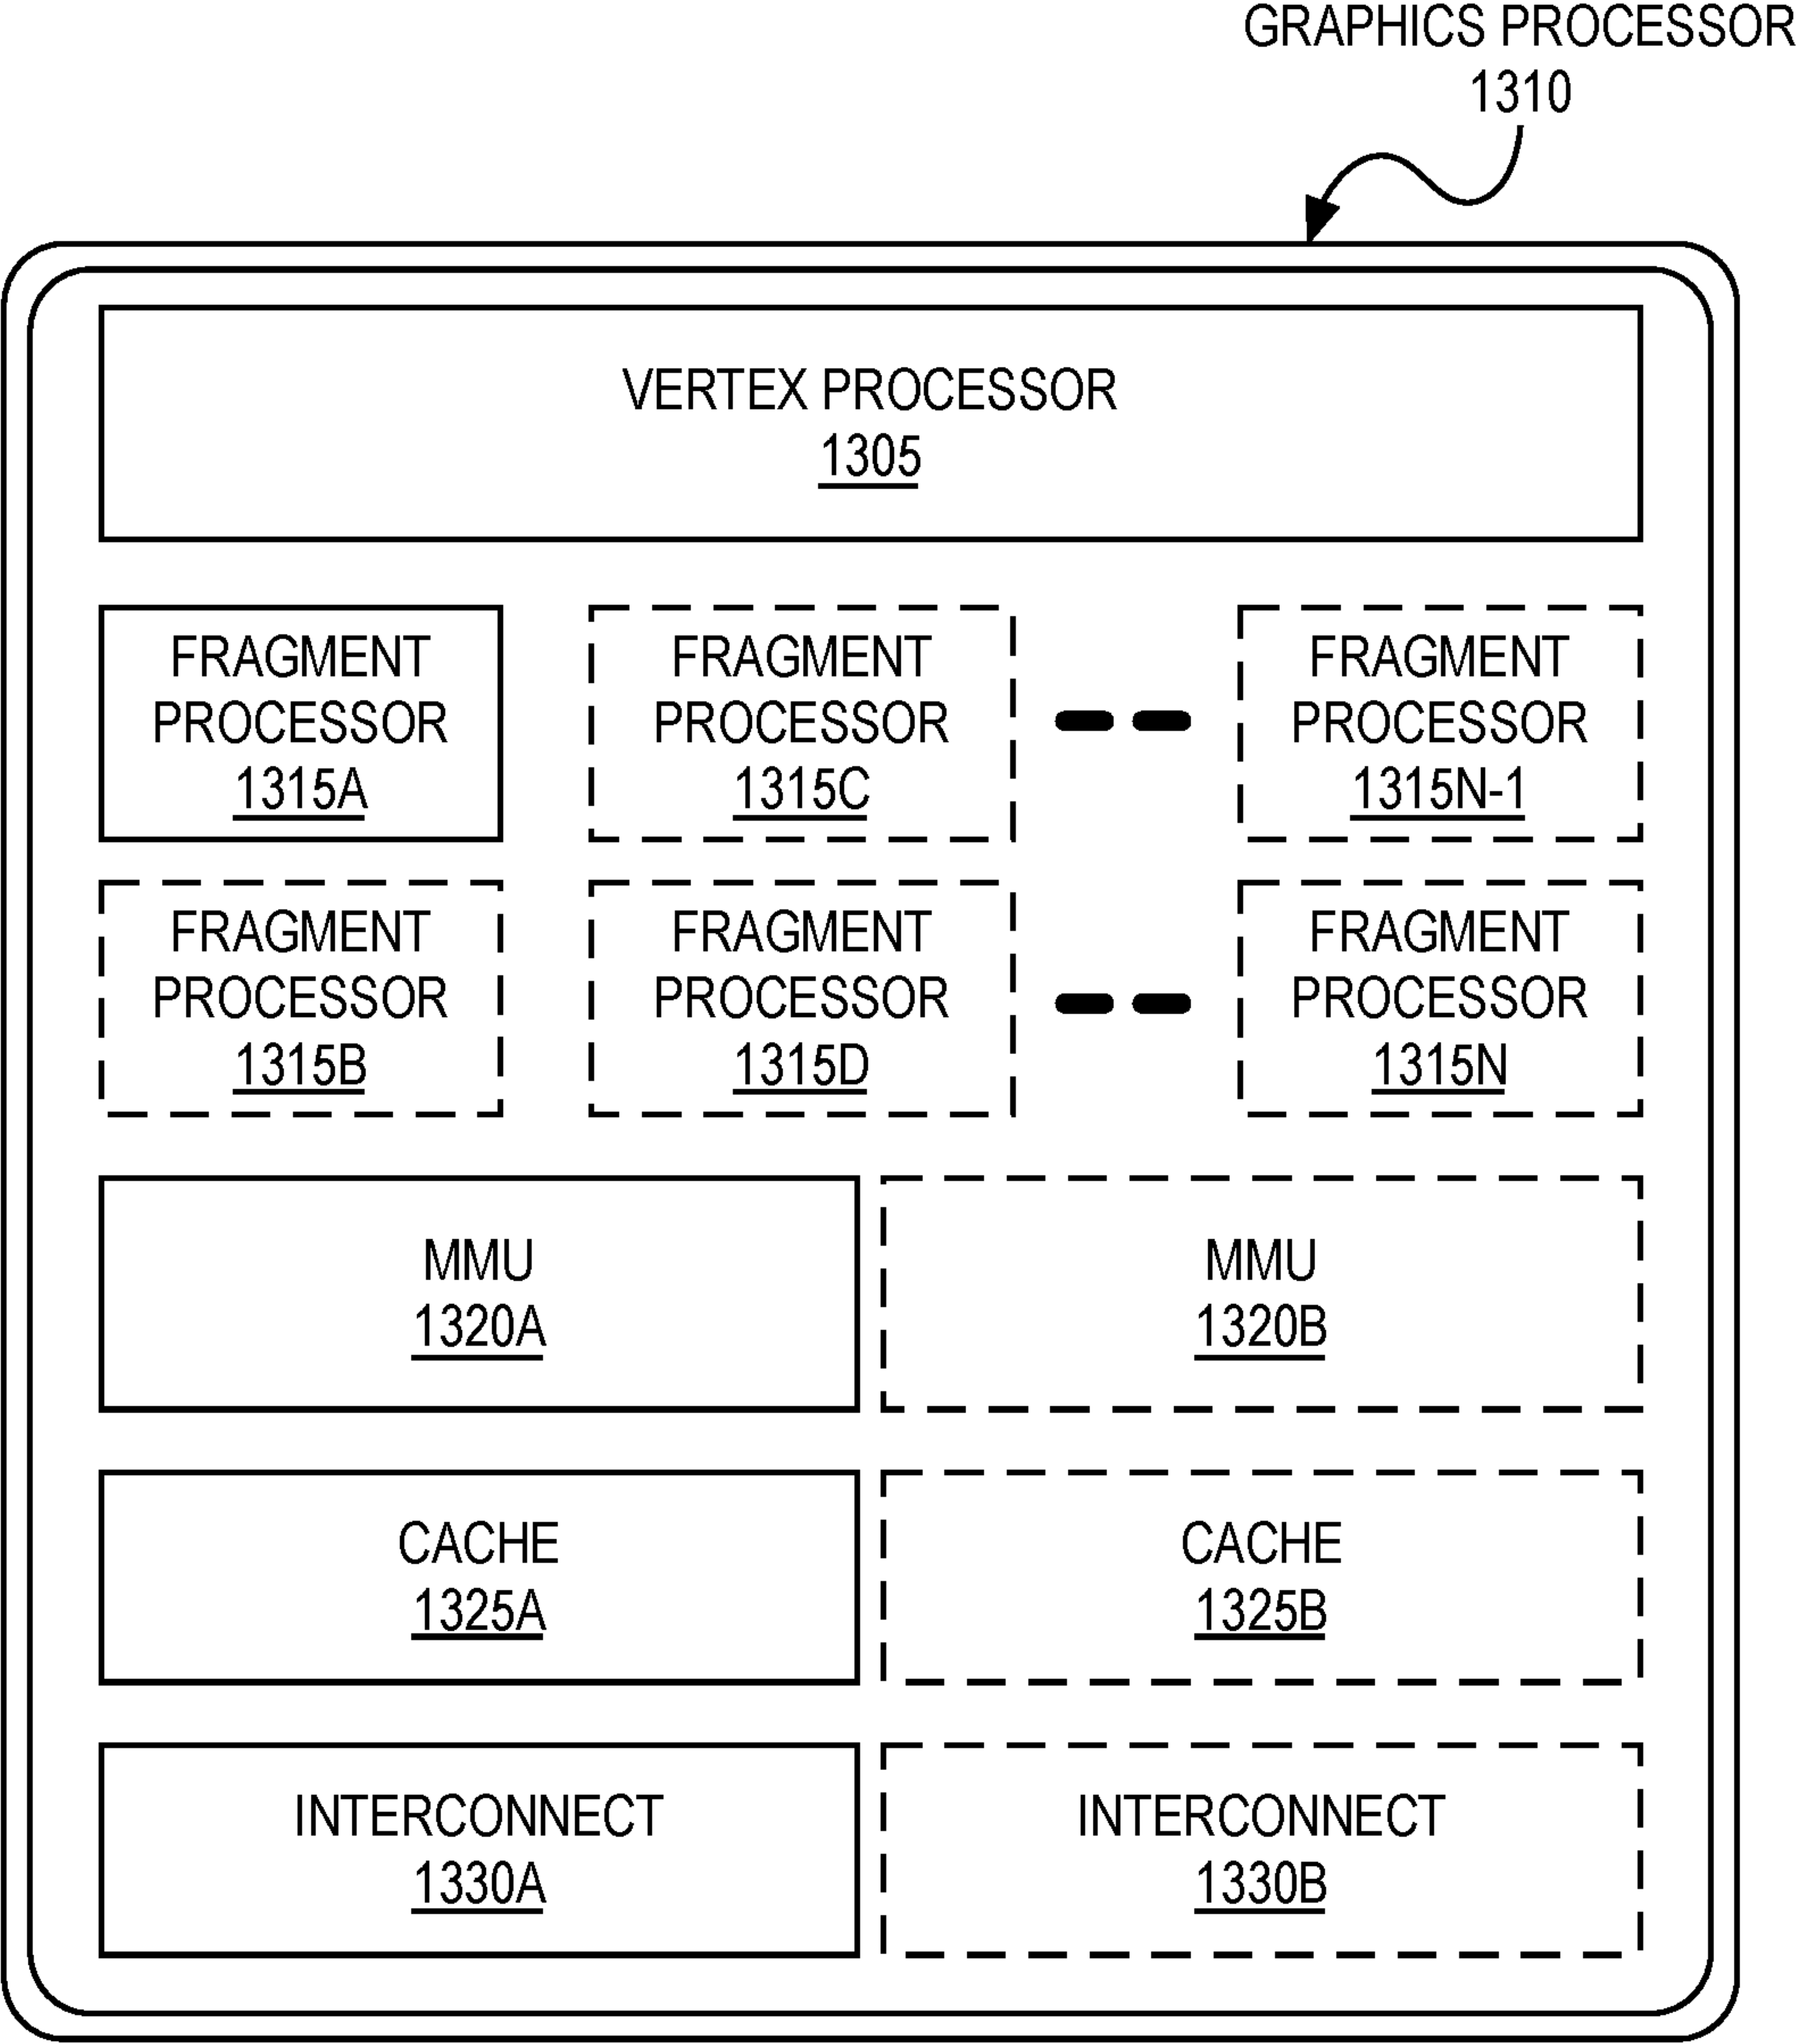 GRAPHICS PROCESSOR
1310
VERTEX PROCESSOR
1305
FRAGMENT
PROCESSOR
1315A
FRAGMENT
PROCESSOR
1315C
FRAGMENT
PROCESSOR
1315N-1
FRAGMENT
PROCESSOR
1315B
FRAGMENT
PROCESSOR
1315D
FRAGMENT
PROCESSOR
1315N
MMU
1320A
MMU
1320B
CACHE
1325A
CACHE
1325B
INTERCONNECT
1330A
INTERCONNECT
1330B